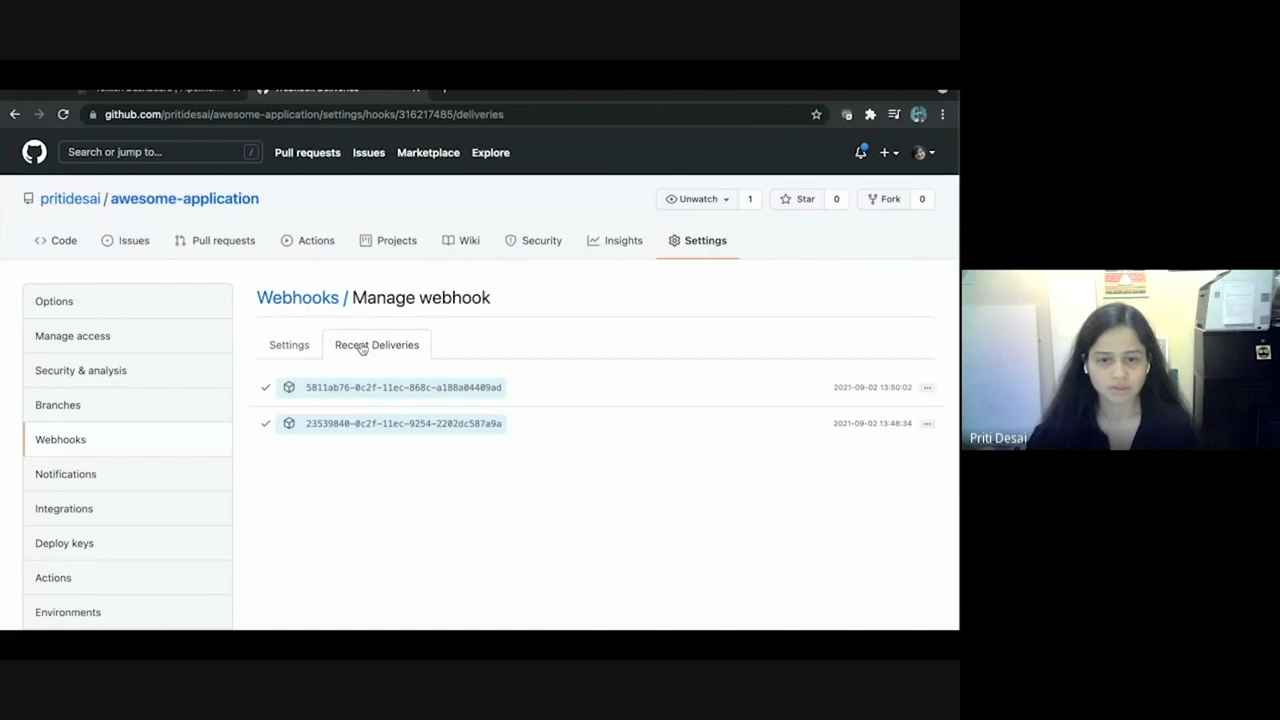 github.com/pritidesai/awesome-application/settings/hooks/316217485/deliveries
Search or jump to... /
Pull requests Issues Marketplace Explore
pritidesai / awesome-application
Unwatch 1 Star 0 Fork 0
Code Issues Pull requests Actions Projects Wiki Security Insights Settings
Options
Manage access
Security & analysis
Branches
Webhooks
Notifications
Integrations
Deploy keys
Actions
Environments
Webhooks / Manage webhook
Settings Recent Deliveries
5811ab76-0c2f-11ec-868c-a188a04409ad 2021-09-02 13:50:02
23539840-0c2f-11ec-9254-2202dc587a9a 2021-09-02 13:48:34
Priti Desai